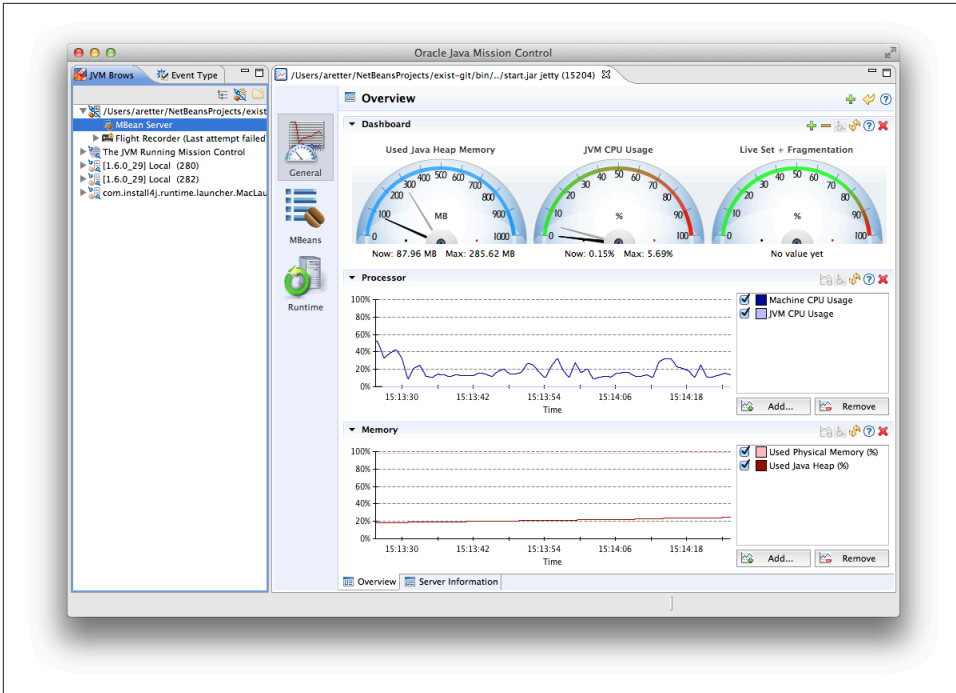 Oracle Java Mission Control
JVM Brows
Event Type
/Users/aretter/NetBeansProjects/exist-git/bin/../start.jar jetty (15204)
/Users/aretter/NetBeansProjects/exist
MBean Server
Flight Recorder (Last attempt failed
The JVM Running Mission Control
[1.6.0_29] Local (280)
[1.6.0_29] Local (282)
com.install4j.runtime.launcher.MacLau
General
MBeans
Runtime
Overview
Dashboard
Used Java Heap Memory
0 100 200 300 400 500 600 700 800 900 1000
MB
Now: 87.96 MB Max: 285.62 MB
JVM CPU Usage
0 10 20 30 40 50 60 70 80 90 100
%
Now: 0.15% Max: 5.69%
Live Set + Fragmentation
0 10 20 30 40 50 60 70 80 90 100
%
No value yet
Processor
100%
80%
60%
40%
20%
0%
15:13:30 15:13:42 15:13:54 15:14:06 15:14:18
Time
Machine CPU Usage
JVM CPU Usage
Add... Remove
Memory
100%
80%
60%
40%
20%
0%
15:13:30 15:13:42 15:13:54 15:14:06 15:14:18
Time
Used Physical Memory (%)
Used Java Heap (%)
Add... Remove
Overview Server Information